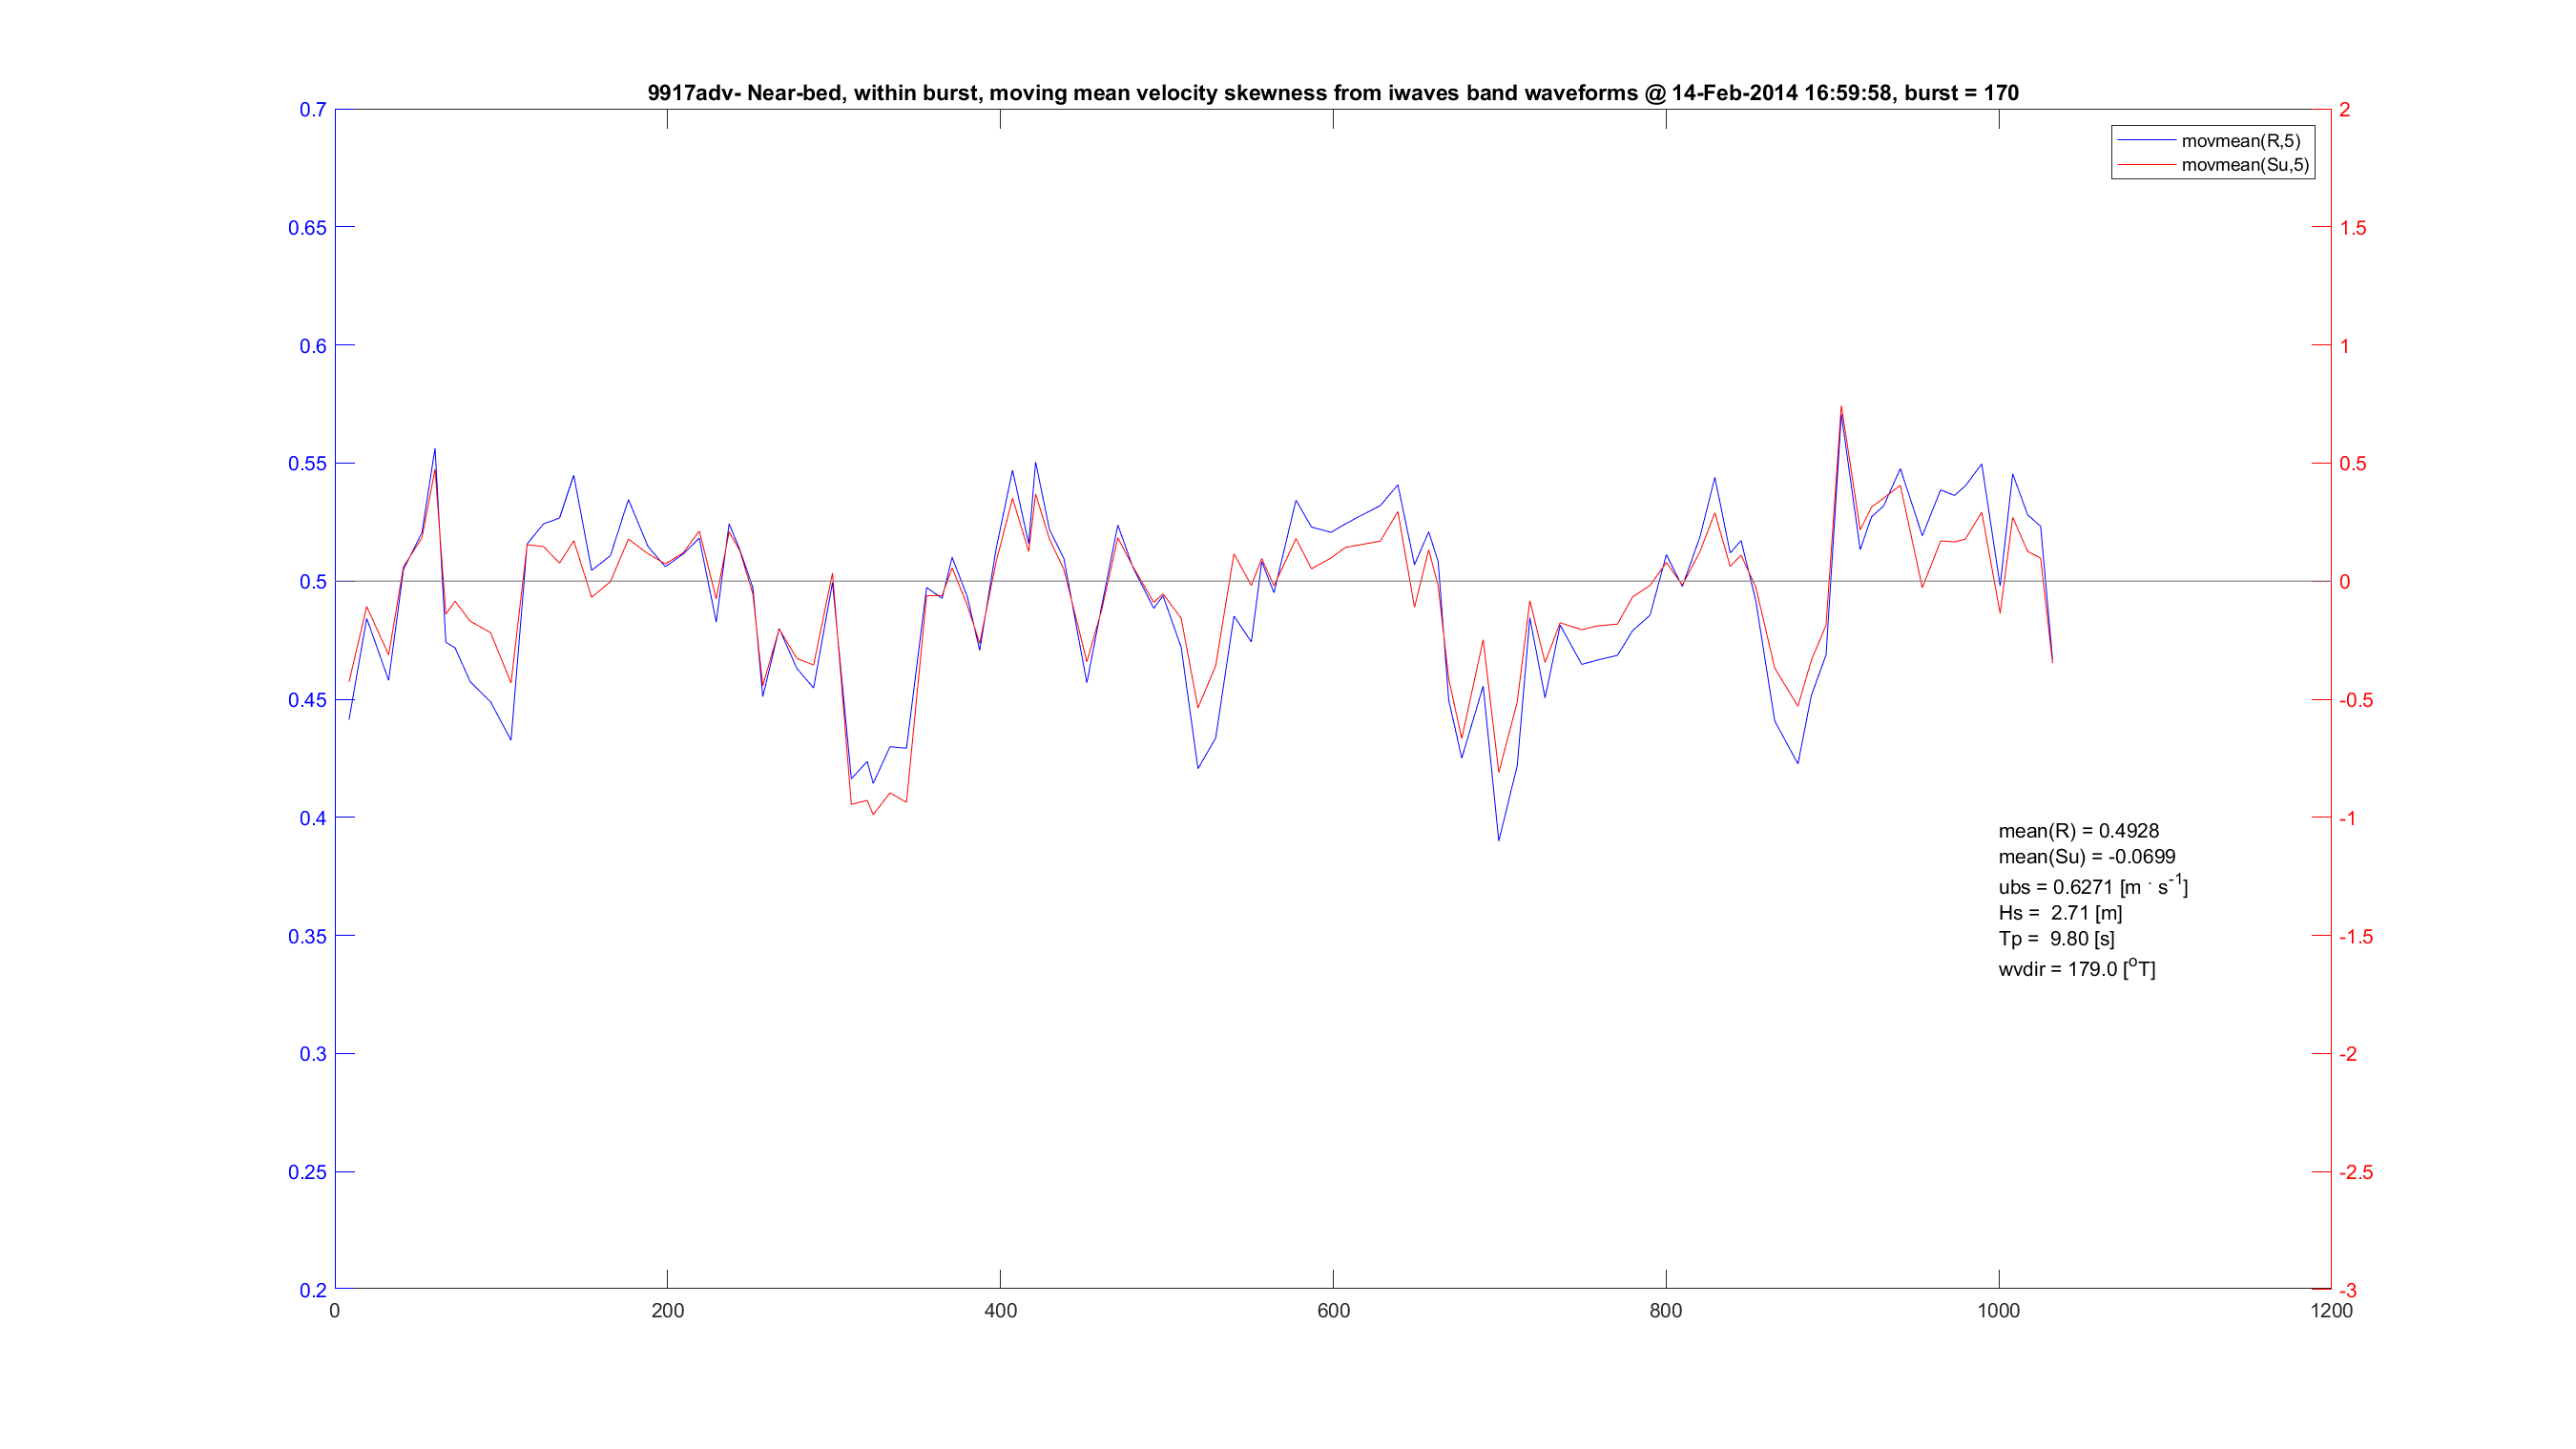 9917adv- Near-bed, within burst, moving mean velocity skewness from iwaves band waveforms @ 14-Feb-2014 16:59:58, burst = 170
0.7
0.65
0.6
0.55
0.5
0.45
0.4
0.35
0.3
0.25
0.2
2
1.5
1
0.5
0
-0.5
-1
-1.5
-2
-2.5
-3
movmean(R,5)
movmean(Su,5)
mean(R) = 0.4928
mean(Su) = -0.0699
ubs = 0.6271 [m · s-1]
Hs = 2.71 [m]
Tp = 9.80 [s]
wvdir = 179.0 [oT]
0 200 400 600 800 1000 1200